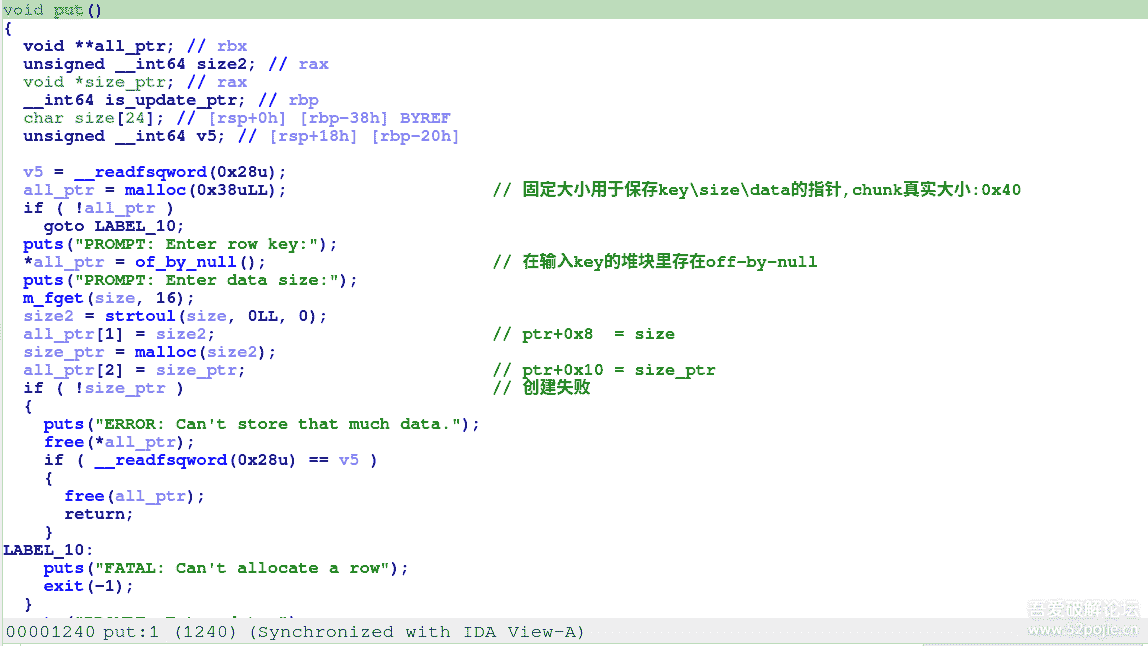 void put()
{
  void **all_ptr; // rbx
  unsigned __int64 size2; // rax
  void *size_ptr; // rax
  __int64 is_update_ptr; // rbp
  char size[24]; // [rsp+0h] [rbp-38h] BYREF
  unsigned __int64 v5; // [rsp+18h] [rbp-20h]
  v5 = __readfsqword(0x28u);
  all_ptr = malloc(0x38uLL); // 固定大小用于保存key\size\data的指针,chunk真实大小:0x40
  if ( !all_ptr )
    goto LABEL_10;
  puts("PROMPT: Enter row key:");
  *all_ptr = of_by_null(); // 在输入key的堆块里存在off-by-null
  puts("PROMPT: Enter data size:");
  m_fget(size, 16);
  size2 = strtoul(size, 0LL, 0);
  all_ptr[1] = size2; // ptr+0x8  = size
  size_ptr = malloc(size2);
  all_ptr[2] = size_ptr; // ptr+0x10 = size_ptr
  if ( !size_ptr ) // 创建失败
  {
    puts("ERROR: Can't store that much data.");
    free(*all_ptr);
    if ( __readfsqword(0x28u) == v5 )
    {
      free(all_ptr);
      return;
    }
LABEL_10:
    puts("FATAL: Can't allocate a row");
    exit(-1);
  }
00001240 put:1 (1240) (Synchronized with IDA View-A)
吾爱破解论坛
www.52pojie.cn